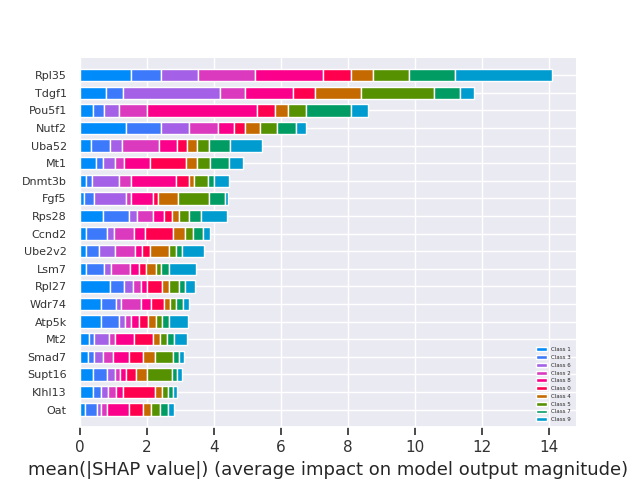 Rpl35
Tdgf1
Pou5f1
Nutf2
Uba52
Mt1
Dnmt3b
Fgf5
Rps28
Ccnd2
Ube2v2
Lsm7
Rpl27
Wdr74
Atp5k
Mt2
Smad7
Supt16
Klhl13
Oat
Class 1
Class 3
Class 6
Class 2
Class 8
Class 0
Class 4
Class 5
Class 7
Class 9
0 2 4 6 8 10 12 14
mean(|SHAP value|) (average impact on model output magnitude)